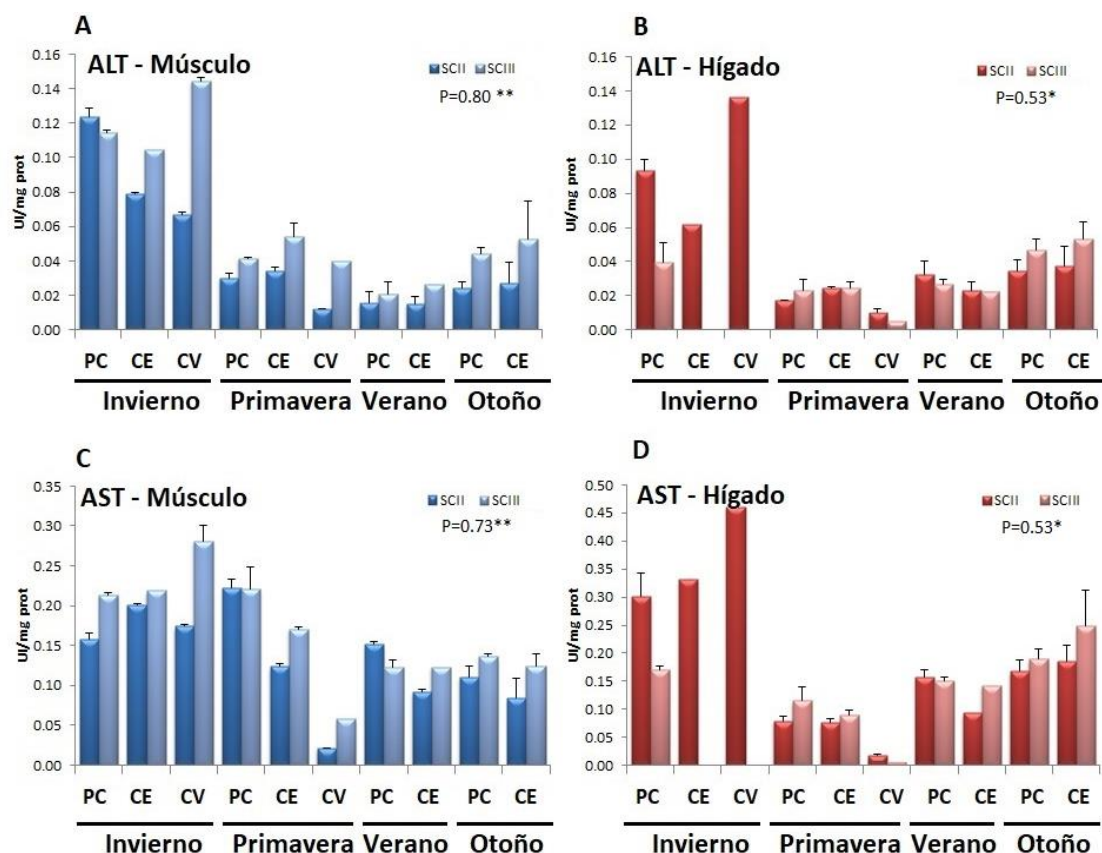 A
ALT - Músculo
SCII SCIII
P=0.80 **
UI/mg prot
0.16
0.14
0.12
0.10
0.08
0.06
0.04
0.02
0.00
PC CE CV PC CE CV PC CE PC CE
Invierno Primavera Verano Otoño
B
ALT - Hígado
SCII SCIII
P=0.53*
UI/mg prot
0.16
0.14
0.12
0.10
0.08
0.06
0.04
0.02
0.00
PC CE CV PC CE CV PC CE PC CE
Invierno Primavera Verano Otoño
C
AST - Músculo
SCII SCIII
P=0.73**
UI/mg prot
0.35
0.30
0.25
0.20
0.15
0.10
0.05
0.00
PC CE CV PC CE CV PC CE PC CE
Invierno Primavera Verano Otoño
D
AST - Hígado
SCII SCIII
P=0.53*
UI/mg prot
0.50
0.45
0.40
0.35
0.30
0.25
0.20
0.15
0.10
0.05
0.00
PC CE CV PC CE CV PC CE PC CE
Invierno Primavera Verano Otoño